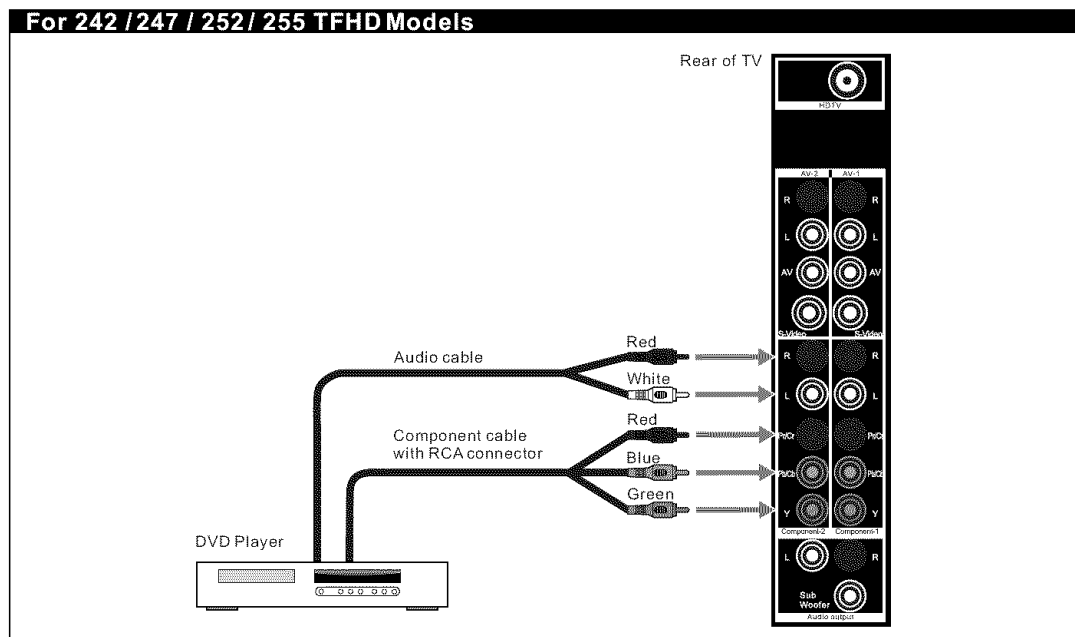 For 242 / 247 / 252 / 255 TFHD Models
Rear of TV
HDTV
AV-2 AV-1
R R
L L
AV AV
S-Video S-Video
Red
Audio cable
R R
White
L L
Red
Component cable
with RCA connector
Pr/Cr Pr/Cr
Blue
Pb/Cb Pb/Cb
Green
Y Y
Component-2 Component-1
DVD Player
L R
Sub
Woofer
Audio output